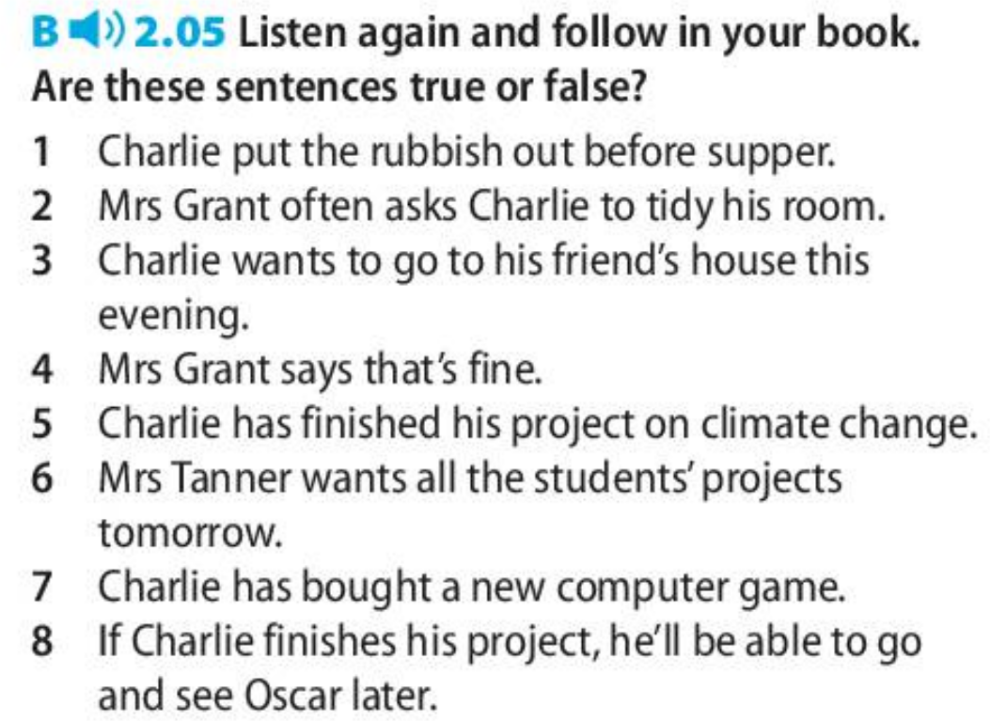 B 2.05 Listen again and follow in your book.
Are these sentences true or false?
1 Charlie put the rubbish out before supper.
2 Mrs Grant often asks Charlie to tidy his room.
3 Charlie wants to go to his friend's house this
evening.
4 Mrs Grant says that's fine.
5 Charlie has finished his project on climate change.
6 Mrs Tanner wants all the students' projects
tomorrow.
7 Charlie has bought a new computer game.
8 If Charlie finishes his project, he'll be able to go
and see Oscar later.